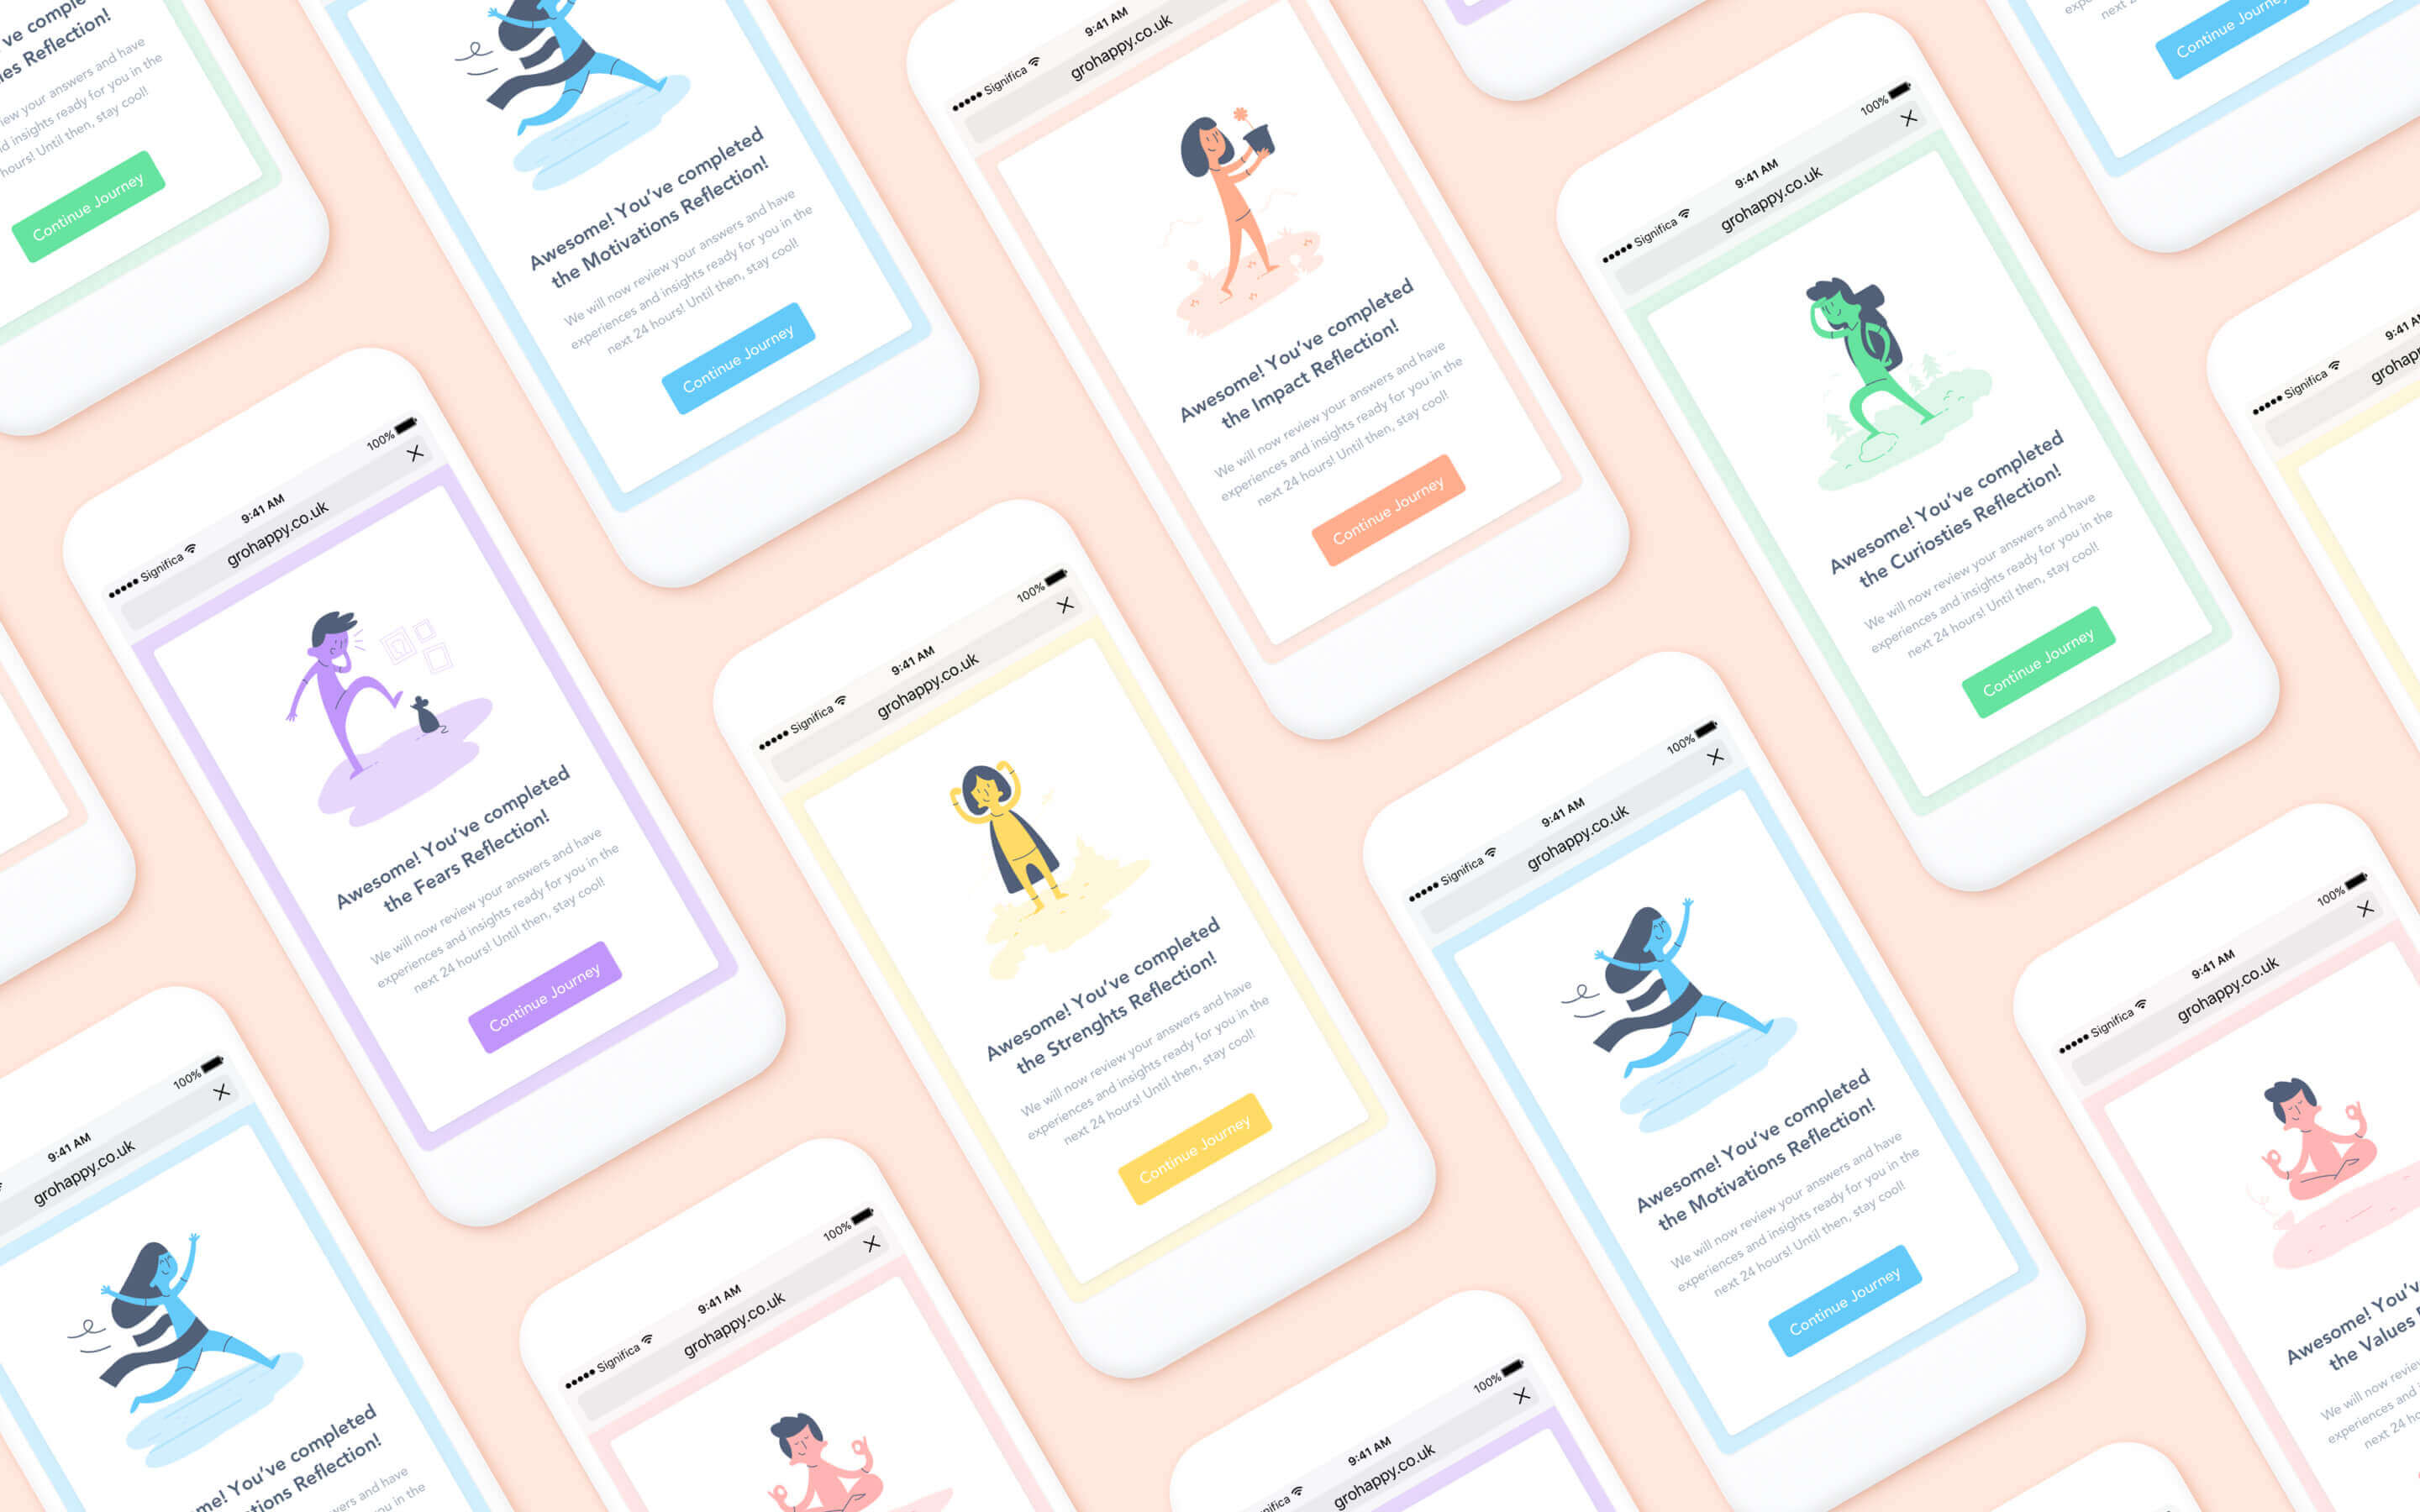 ve comple
es Reflection!
iew your answers and have
d insights ready for you in the
hours! Until then, stay cool!
Continue Journey
Awesome! You've completed
the Motivations Reflection!
We will now review your answers and have
experiences and insights ready for you in the
next 24 hours! Until then, stay cool!
Continue Journey
Significa
9:41 AM
grohappy.co.uk
Awesome! You've completed
the Impact Reflection!
We will now review your answers and have
experiences and insights ready for you in the
next 24 hours! Until then, stay cool!
Continue Journey
Significa
9:41 AM
100%
grohappy.co.uk
Awesome! You've completed
the Curiosties Reflection!
We will now review your answers and have
experiences and insights ready for you in the
next 24 hours! Until then, stay cool!
Continue Journey
next 2
Continue Journey
Significa
9:41 AM
grohapp
Significa
9:41 AM
100%
grohappy.co.uk
Awesome! You've completed
the Fears Reflection!
We will now review your answers and have
experiences and insights ready for you in the
next 24 hours! Until then, stay cool!
Continue Journey
Significa
9:41 AM
100%
grohappy.co.uk
Awesome! You've completed
the Strenghts Reflection!
We will now review your answers and have
experiences and insights ready for you in the
next 24 hours! Until then, stay cool!
Continue Journey
Significa
9:41 AM
100%
grohappy.co.uk
Awesome! You've completed
the Motivations Reflection!
We will now review your answers and have
experiences and insights ready for you in the
next 24 hours! Until then, stay cool!
Continue Journey
Significa
9:41 AM
100%
grohappy.co.uk
Awesome! You'v
the Values
We will now review
experiences and
next 24 ho
9:41 AM
100%
grohappy.co.uk
me! You've completed
tions Reflection!
wers and have
ou in the
Significa
9:41 AM
100%
grohappy.co.uk
nifica
9:41 AM
100%
grohappy.co.uk